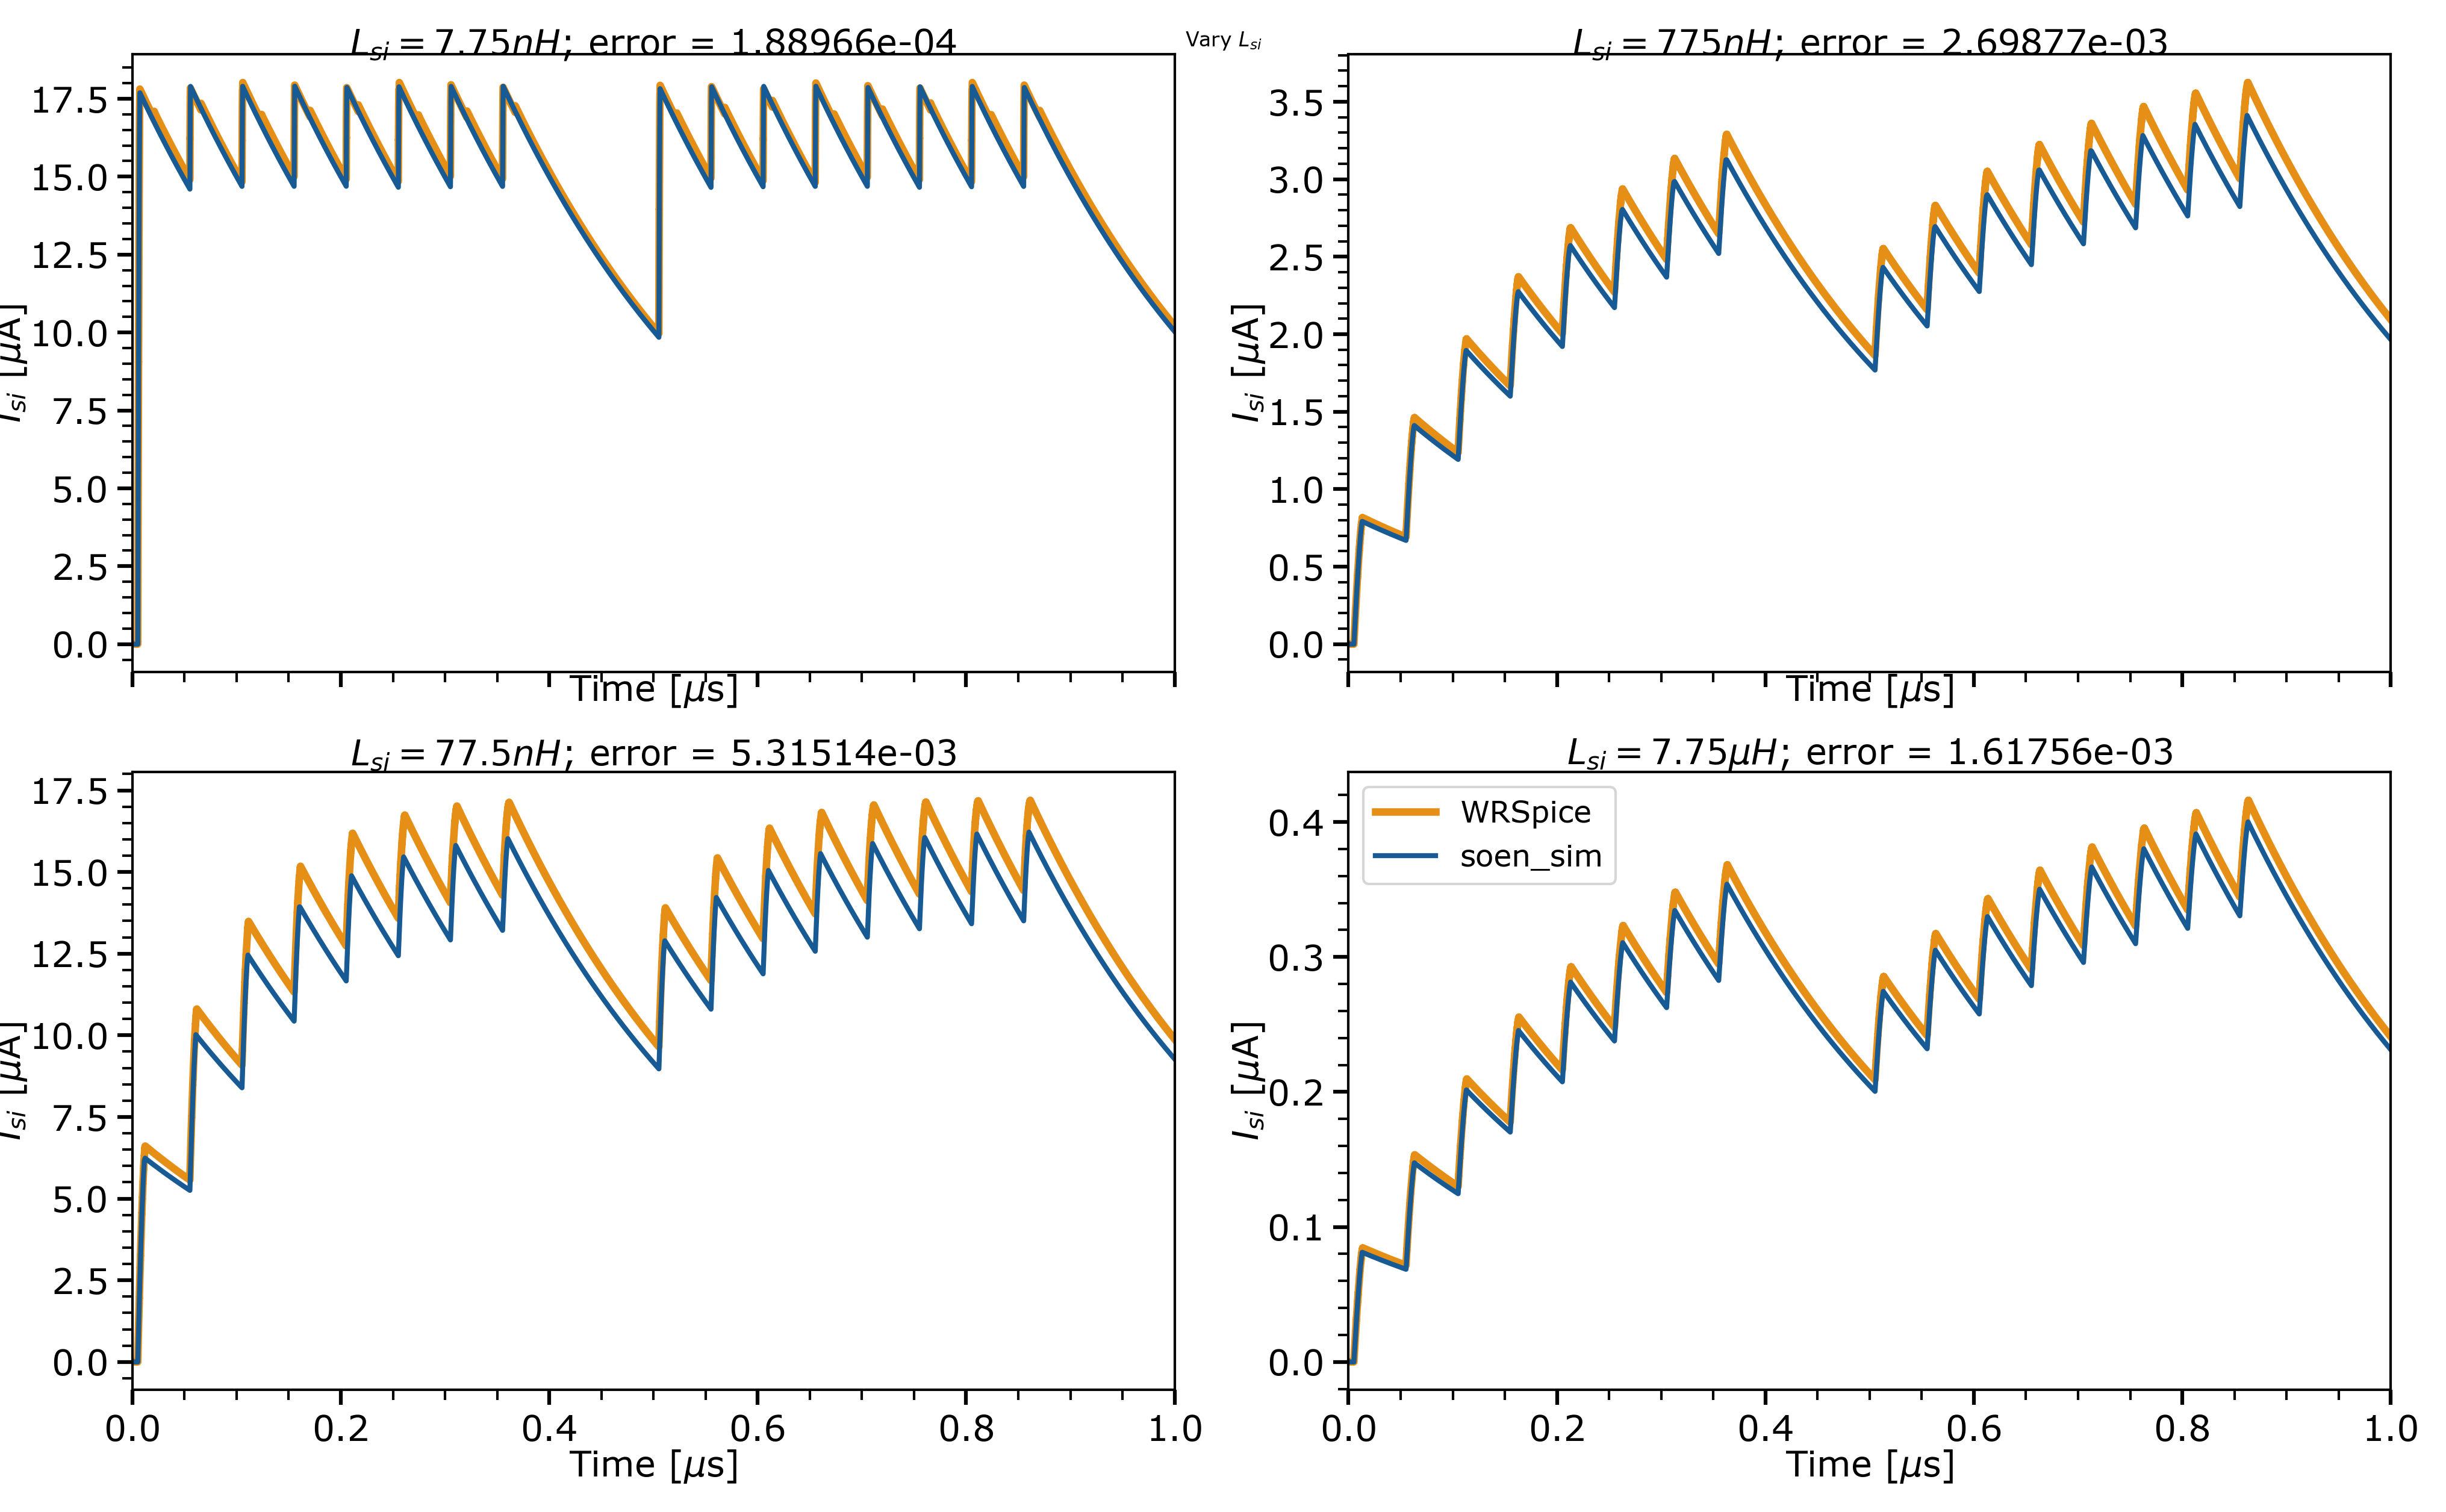 Vary L_si
L_si = 7.75nH; error = 1.88966e-04
17.5
15.0
12.5
10.0
7.5
5.0
2.5
0.0
I_si [μA]
Time [μs]
L_si = 775nH; error = 2.69877e-03
3.5
3.0
2.5
2.0
1.5
1.0
0.5
0.0
I_si [μA]
Time [μs]
L_si = 77.5nH; error = 5.31514e-03
17.5
15.0
12.5
10.0
7.5
5.0
2.5
0.0
I_si [μA]
0.0 0.2 0.4 0.6 0.8 1.0
Time [μs]
L_si = 7.75μH; error = 1.61756e-03
WRSpice
soen_sim
0.4
0.3
0.2
0.1
0.0
I_si [μA]
0.0 0.2 0.4 0.6 0.8 1.0
Time [μs]